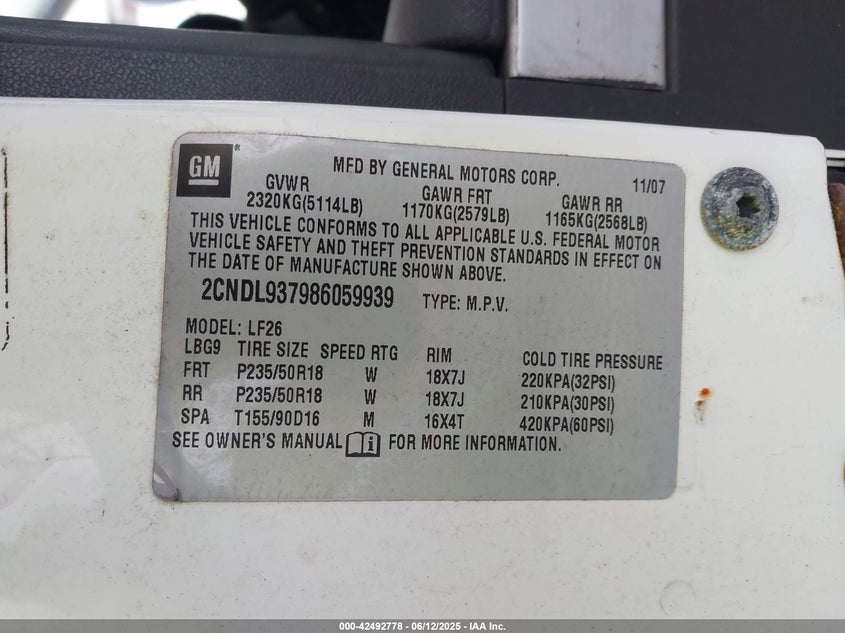 GM
MFD BY GENERAL MOTORS CORP. 11/07
GVWR GAWR FRT GAWR RR
2320KG(5114LB) 1170KG(2579LB) 1165KG(2568LB)
THIS VEHICLE CONFORMS TO ALL APPLICABLE U.S. FEDERAL MOTOR
VEHICLE SAFETY AND THEFT PREVENTION STANDARDS IN EFFECT ON
THE DATE OF MANUFACTURE SHOWN ABOVE.
2CNDL937986059939 TYPE: M.P.V.
MODEL: LF26
LBG9 TIRE SIZE SPEED RTG RIM COLD TIRE PRESSURE
FRT P235/50R18 W 18X7J 220KPA(32PSI)
RR P235/50R18 W 18X7J 210KPA(30PSI)
SPA T155/90D16 M 16X4T 420KPA(60PSI)
SEE OWNER'S MANUAL FOR MORE INFORMATION.
000-42492778 - 06/12/2025 - IAA Inc.